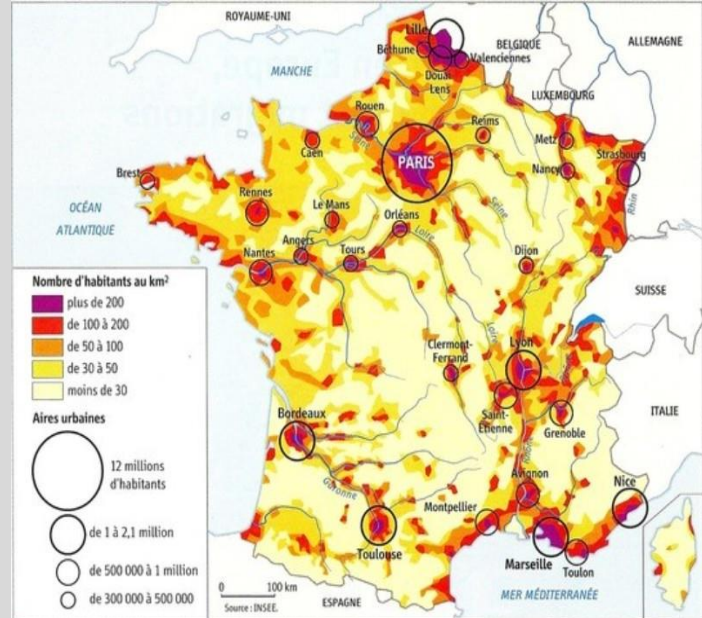 ROYAUME-UNI
Lille
BELGIQUE
ALLEMAGNE
Béthune
Valenciennes
MANCHE
Douai
Lens
LUXEMBOURG
Rouen
Reims
Seine
Metz
Caen
PARIS
Strasbourg
Nancy
Brest
Rennes
Le Mans
Orléans
Seine
Rhin
OCÉAN
ATLANTIQUE
Angers
Tours
Loire
Nantes
Dijon
Nombre d'habitants au km²
plus de 200
de 100 à 200
de 50 à 100
de 30 à 50
moins de 30
SUISSE
Loire
Clermont-
Ferrand
Lyon
Aires urbaines
12 millions
d'habitants
de 1 à 2,1 million
de 500 000 à 1 million
de 300 000 à 500 000
Bordeaux
Saint-
Etienne
Grenoble
ITALIE
Rhône
Garonne
Avignon
Nice
Montpellier
Toulouse
Marseille
Toulon
0 100 km
Source : INSEE.
ESPAGNE
MER MÉDITERRANÉE